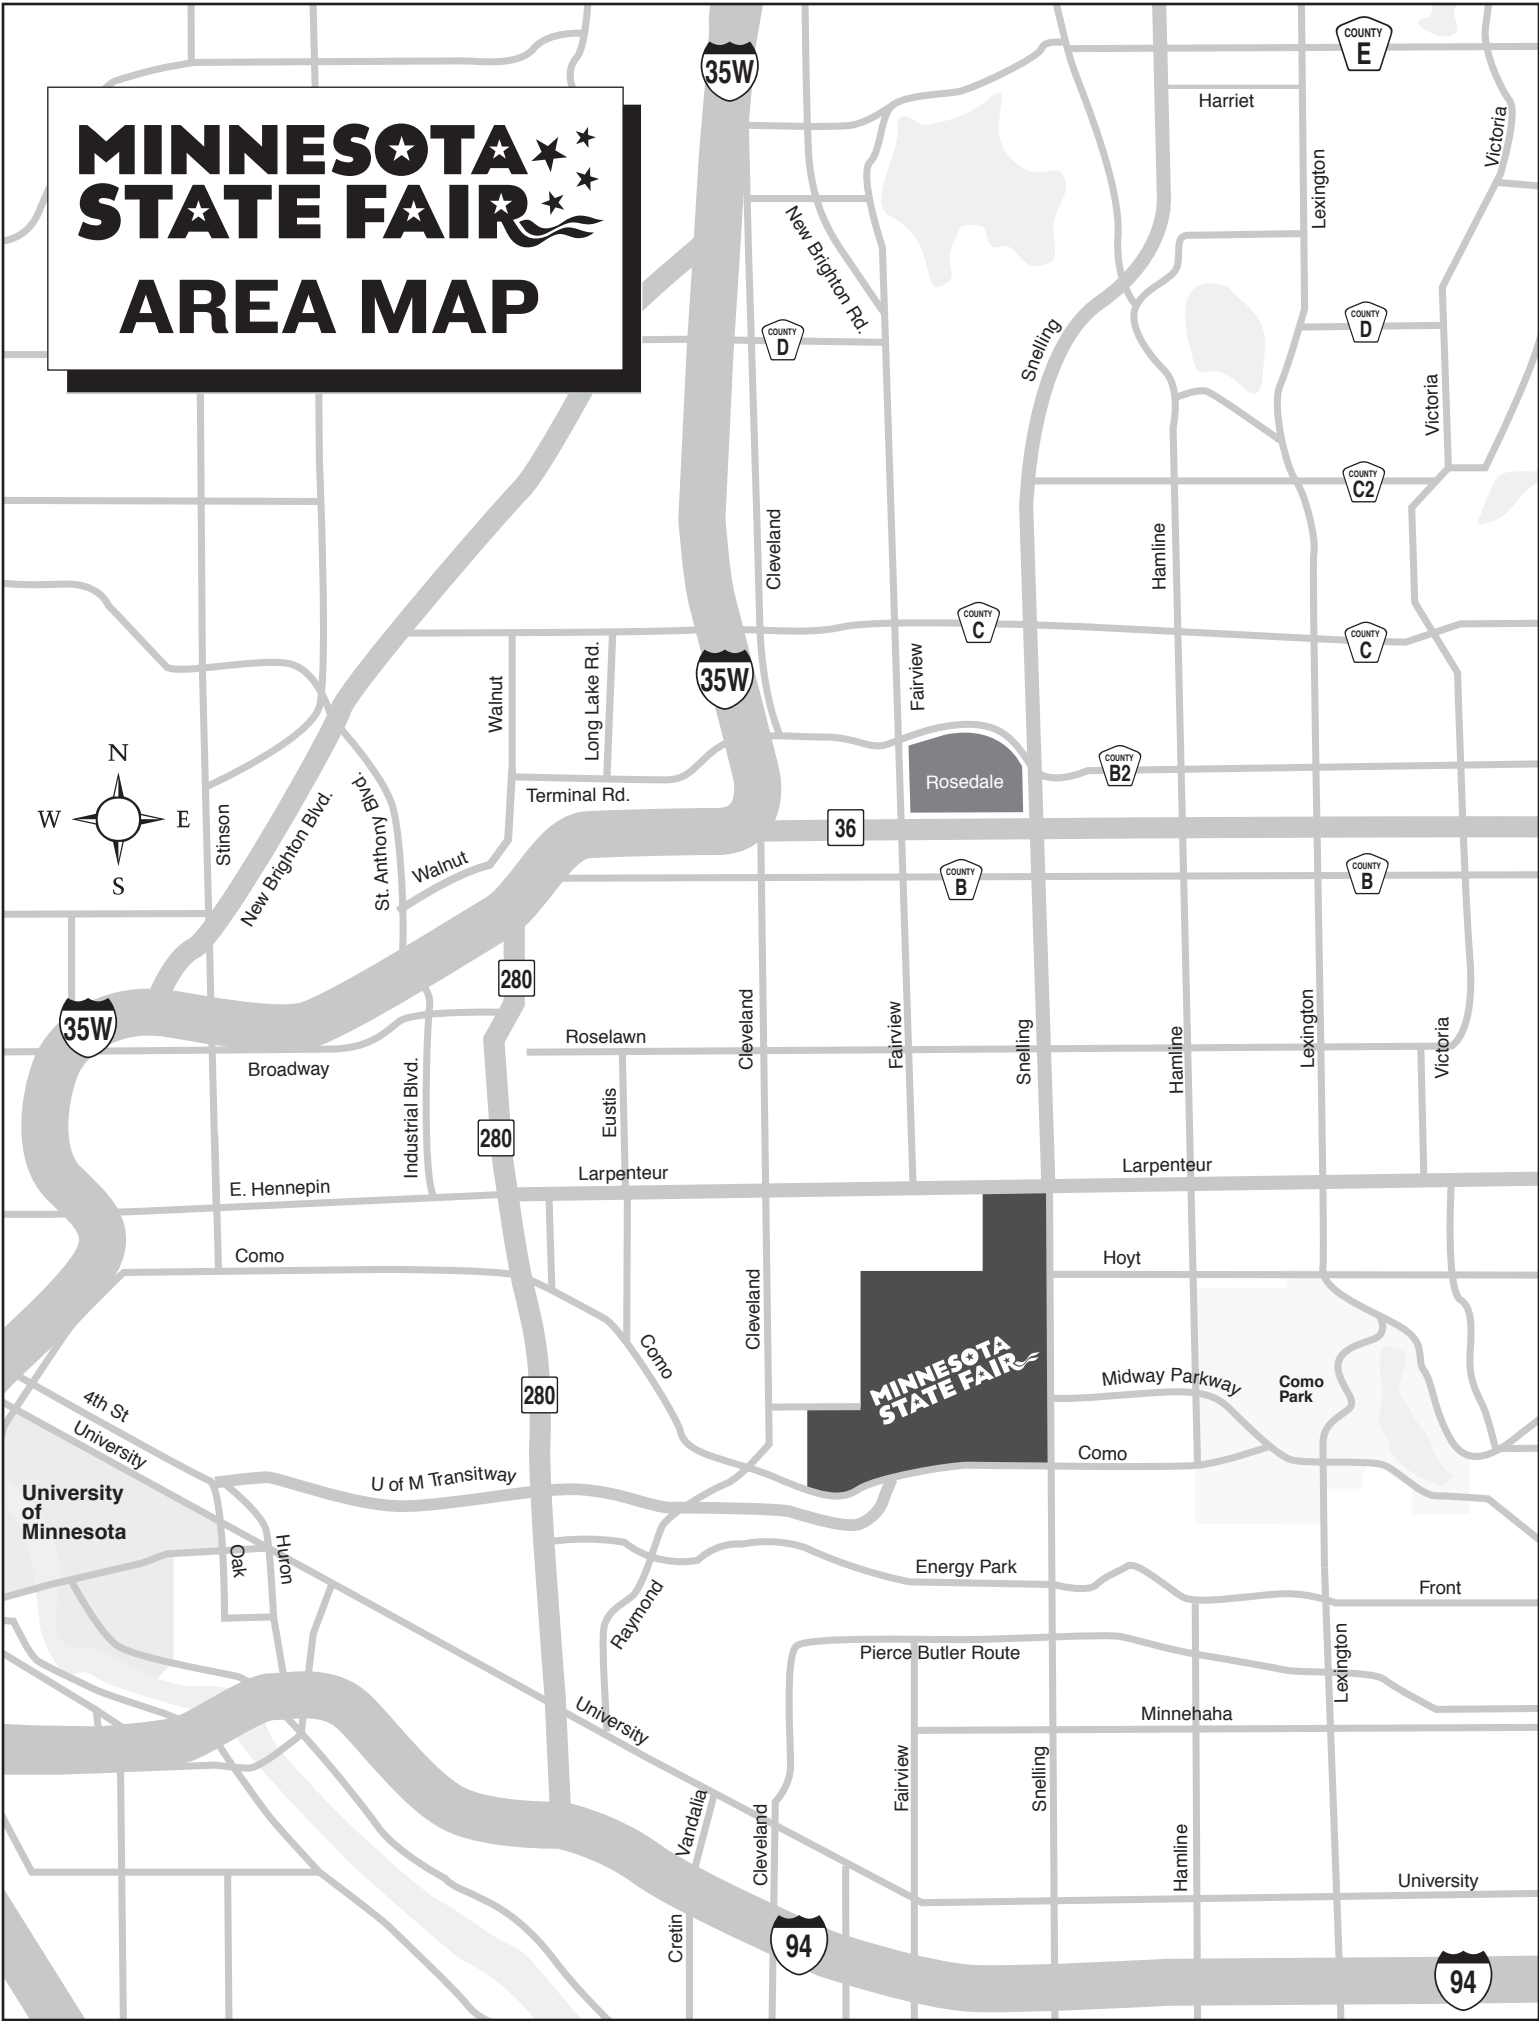 MINNESOTA
STATE FAIR
AREA MAP
35W
COUNTY
E
Harriet
Victoria
Lexington
New Brighton Rd.
COUNTY
D
Snelling
COUNTY
D
Victoria
COUNTY
C2
Cleveland
Hamline
COUNTY
C
COUNTY
C
Fairview
35W
Walnut
Long Lake Rd.
Terminal Rd.
Rosedale
COUNTY
B2
N
W
E
S
Stinson
New Brighton Blvd.
St. Anthony Blvd.
Walnut
36
COUNTY
B
COUNTY
B
280
35W
Broadway
Industrial Blvd.
Roselawn
Eustis
Cleveland
Fairview
Snelling
Hamline
Lexington
Victoria
280
E. Hennepin
Larpenteur
Larpenteur
Como
Cleveland
Hoyt
Como
MINNESOTA
STATE FAIR
Midway Parkway
Como
Park
280
4th St
University
Como
U of M Transitway
University
of
Minnesota
Oak
Huron
Raymond
Energy Park
Front
Pierce Butler Route
Lexington
University
Minnehaha
Vandalia
Cleveland
Fairview
Snelling
Hamline
University
Cretin
94
94